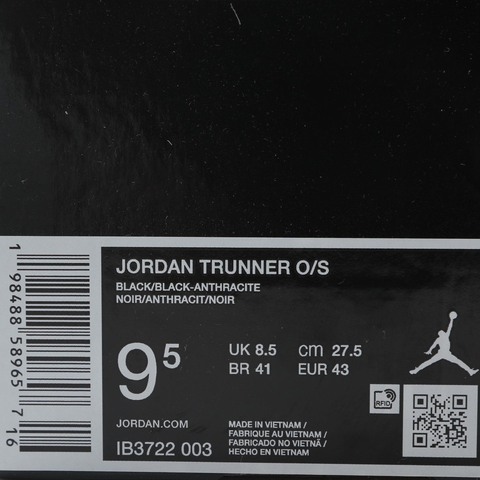 JORDAN TRUNNER O/S
BLACK/BLACK-ANTHRACITE
NOIR/ANTHRACIT/NOIR
9⁵
UK 8.5 cm 27.5
BR 41 EUR 43
RFID
JORDAN.COM
IB3722 003
MADE IN VIETNAM /
FABRIQUE AU VIETNAM /
FABRICADO NO VIETNÃ /
HECHO EN VIETNAM
1 98488 58965 7 16